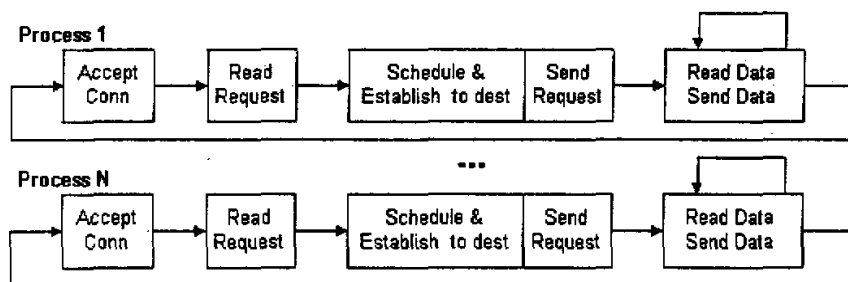 Process 1
Accept
Conn
Read
Request
Schedule &
Establish to dest
Send
Request
Read Data
Send Data
...
Process N
Accept
Conn
Read
Request
Schedule &
Establish to dest
Send
Request
Read Data
Send Data